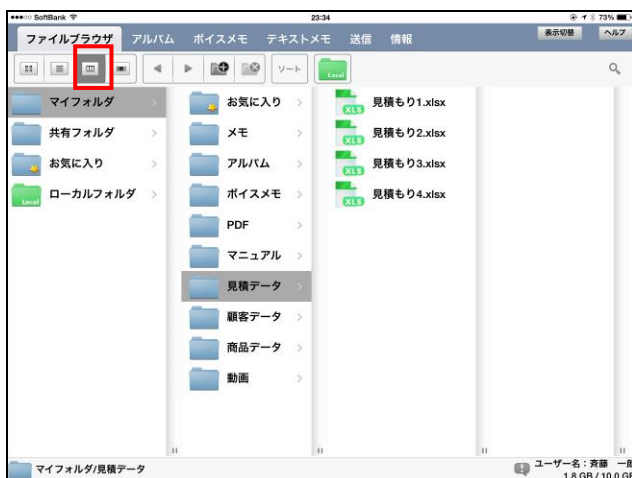 SoftBank 23:34 73%
ファイルブラウザ アルバム ボイスメモ テキストメモ 送信 情報 表示切替 ヘルプ
ソート Local
マイフォルダ
共有フォルダ
お気に入り
Local ローカルフォルダ
お気に入り
メモ
アルバム
ボイスメモ
PDF
マニュアル
見積データ
顧客データ
商品データ
動画
XLS 見積もり1.xlsx
XLS 見積もり2.xlsx
XLS 見積もり3.xlsx
XLS 見積もり4.xlsx
マイフォルダ/見積データ
ユーザー名：斉藤 一郎
1.8 GB / 10.0 GB